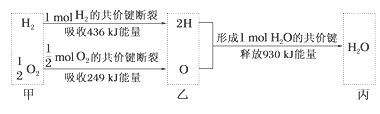 H₂ 1 mol H₂的共价键断裂 2H
吸收436 kJ能量
形成1 mol H₂O的共价键 H₂O
释放930 kJ能量
1/2 O₂ 1/2 mol O₂的共价键断裂 O
吸收249 kJ能量
甲 乙 丙